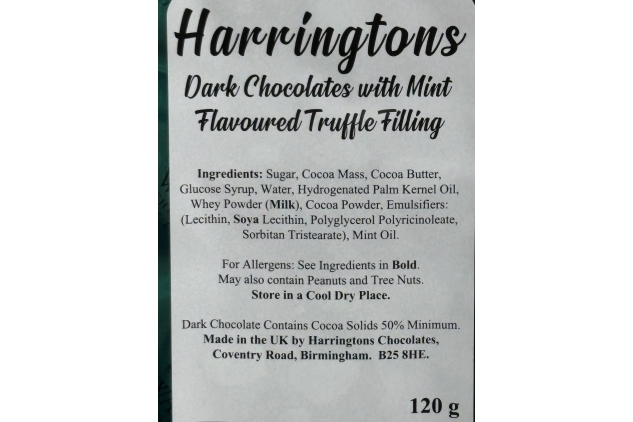 Harringtons
Dark Chocolates with Mint
Flavoured Truffle Filling
Ingredients: Sugar, Cocoa Mass, Cocoa Butter,
Glucose Syrup, Water, Hydrogenated Palm Kernel Oil,
Whey Powder (Milk), Cocoa Powder, Emulsifiers:
(Lecithin, Soya Lecithin, Polyglycerol Polyricinoleate,
Sorbitan Tristearate), Mint Oil.
For Allergens: See Ingredients in Bold.
May also contain Peanuts and Tree Nuts.
Store in a Cool Dry Place.
Dark Chocolate Contains Cocoa Solids 50% Minimum.
Made in the UK by Harringtons Chocolates,
Coventry Road, Birmingham. B25 8HE.
120 g